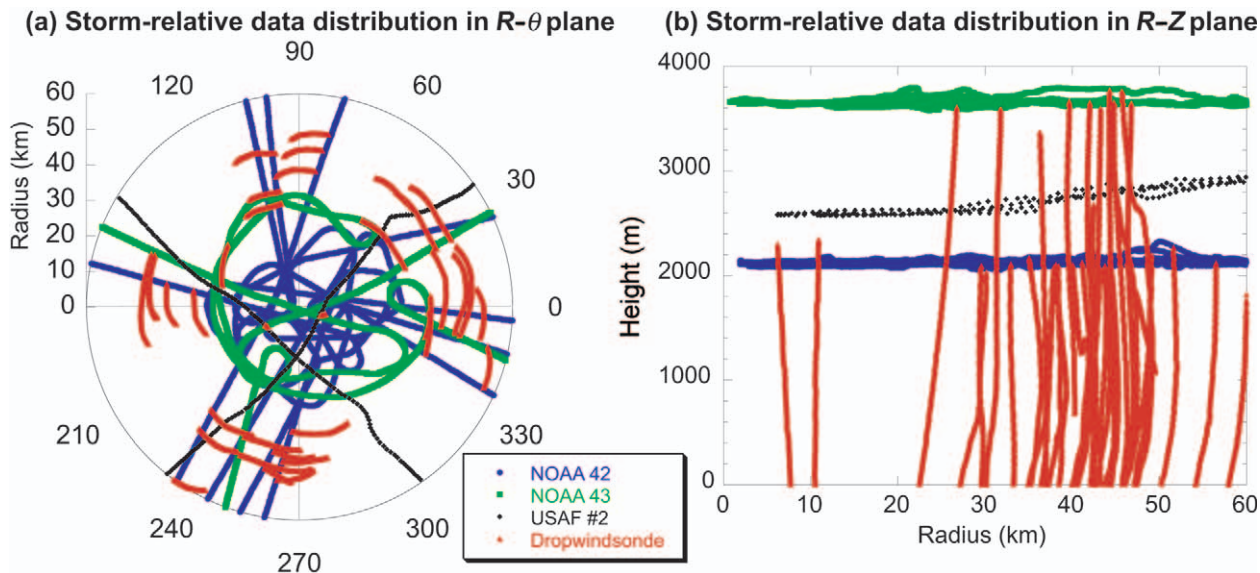 (a) Storm-relative data distribution in R-θ plane
90
120
60
60
50
40
30
20
10
0
Radius (km)
30
0
210
330
240
300
270
NOAA 42
NOAA 43
USAF #2
Dropwindsonde
(b) Storm-relative data distribution in R-Z plane
4000
3000
2000
1000
0
Height (m)
0 10 20 30 40 50 60
Radius (km)